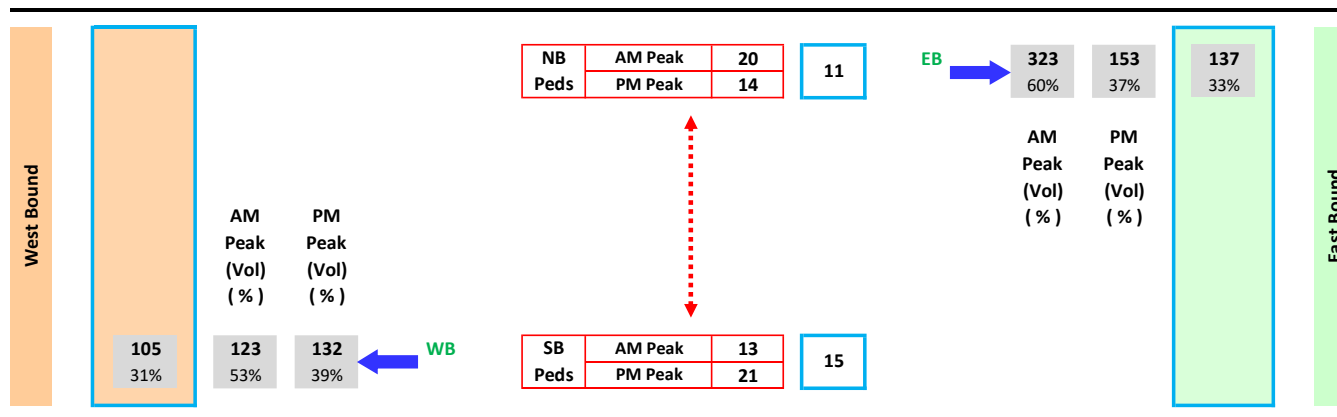 West Bound
NB
Peds
AM Peak 20
PM Peak 14
11
EB
323 153 137
60% 37% 33%
AM
Peak
(Vol)
( % )
PM
Peak
(Vol)
( % )
East Bound
AM
Peak
(Vol)
( % )
PM
Peak
(Vol)
( % )
105 123 132
31% 53% 39%
WB
SB
Peds
AM Peak 13
PM Peak 21
15